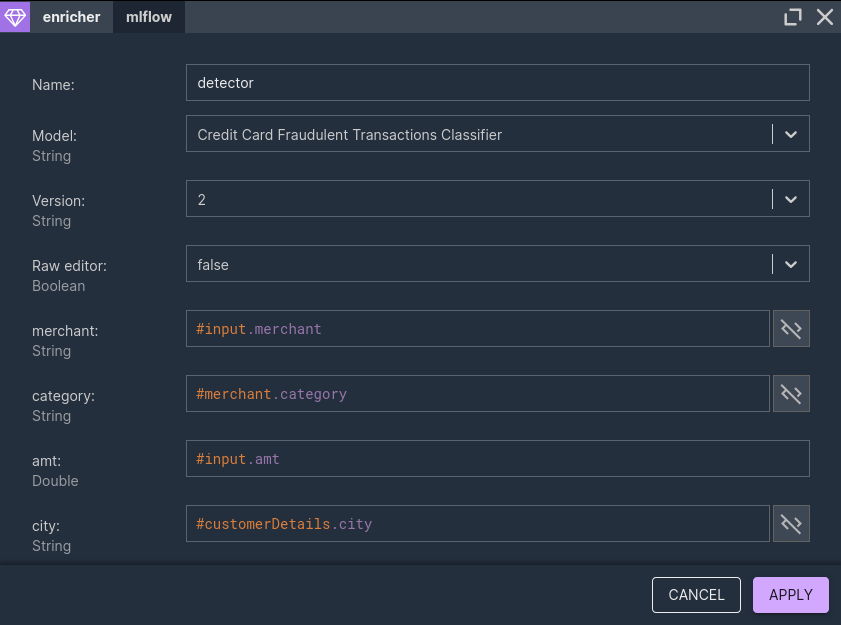 enricher mlflow
Name: detector
Model: Credit Card Fraudulent Transactions Classifier
String
Version: 2
String
Raw editor: false
Boolean
merchant: #input.merchant
String
category: #merchant.category
String
amt: #input.amt
Double
city: #customerDetails.city
String
CANCEL APPLY